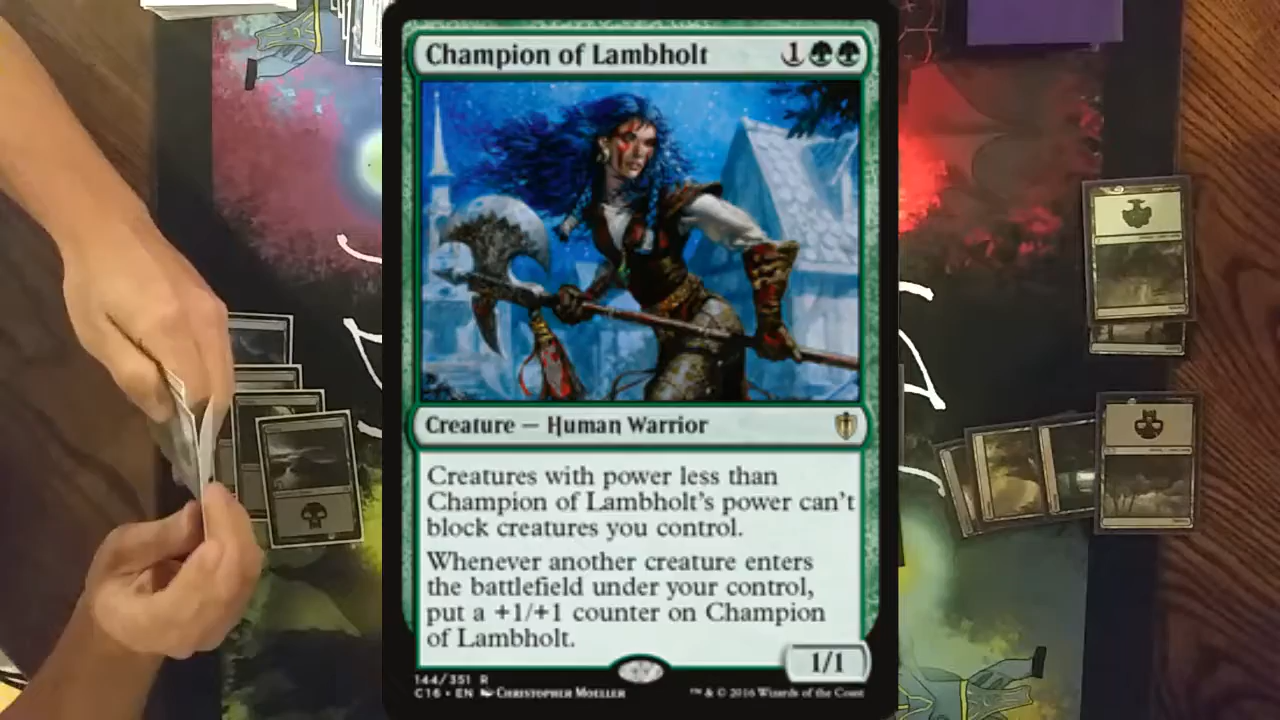 Champion of Lambholt 1
Creature — Human Warrior
Creatures with power less than
Champion of Lambholt's power can't
block creatures you control.
Whenever another creature enters
the battlefield under your control,
put a +1/+1 counter on Champion
of Lambholt.
1/1
144/351 R
C16 • EN Christopher Moeller
™ & © 2016 Wizards of the Coast